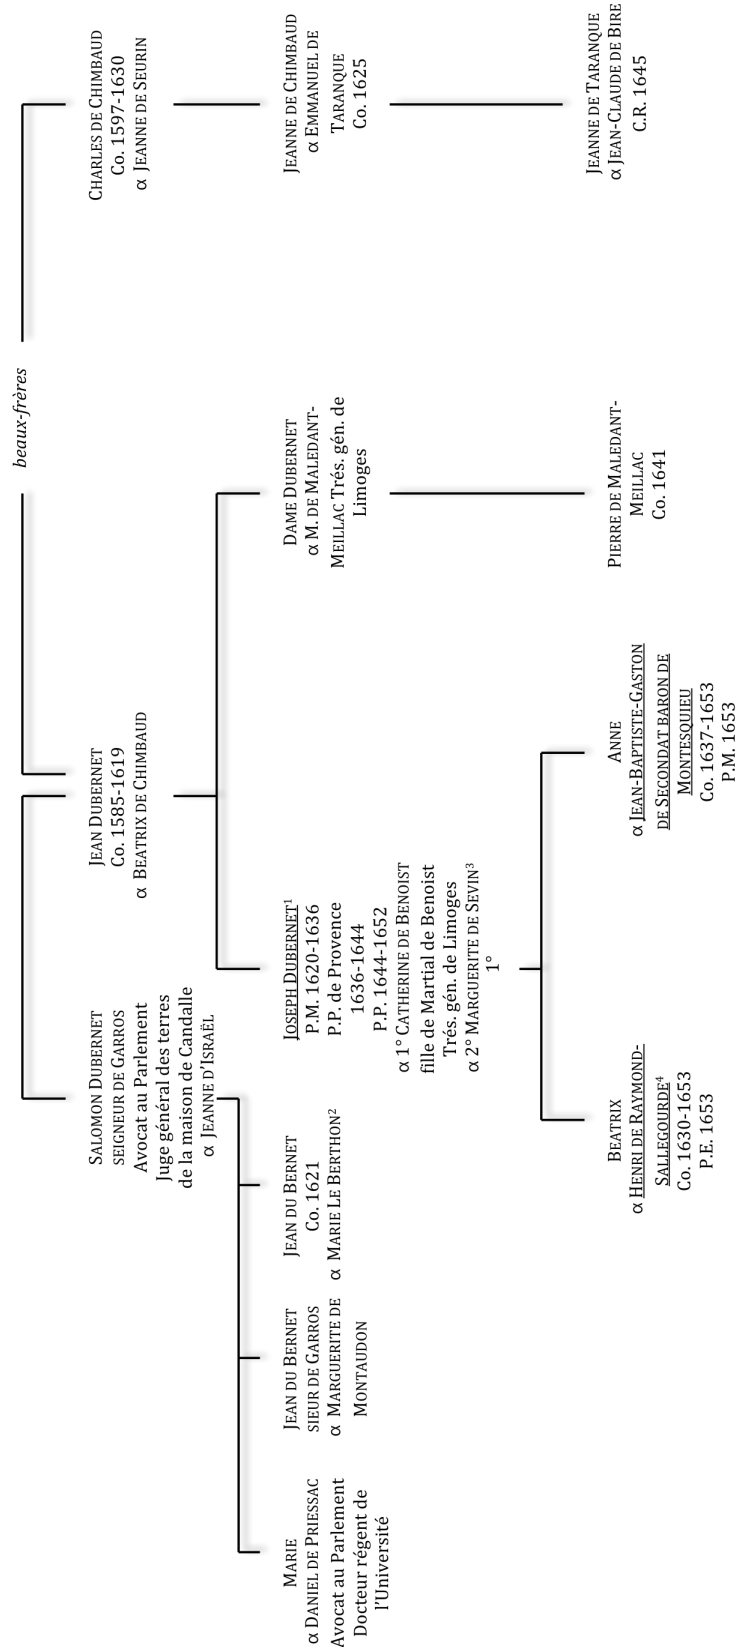 beaux-frères
SALOMON DUBERNET
SEIGNEUR DE GARROS
Avocat au Parlement
Juge général des terres
de la maison de Candalle
α JEANNE D’ISRAËL
JEAN DUBERNET
Co. 1585-1619
α BEATRIX DE CHIMBAUD
CHARLES DE CHIMBAUD
Co. 1597-1630
α JEANNE DE SEURIN
MARIE
α DANIEL DE PRIESSAC
Avocat au Parlement
Docteur régent de
l’Université
JEAN DU BERNET
SIEUR DE GARROS
α MARGUERITE DE
MONTAUDON
JEAN DU BERNET
Co. 1621
α MARIE LE BERTHON²
JOSEPH DUBERNET¹
P.M. 1620-1636
P.P. de Provence
1636-1644
P.P. 1644-1652
α 1° CATHERINE DE BENOIST
fille de Martial de Benoist
Trés. gén. de Limoges
α 2° MARGUERITE DE SEVIN³
1°
DAME DUBERNET
α M. DE MALEDANT-
MEILLAC Trés. gén. de
Limoges
JEANNE DE CHIMBAUD
α EMMANUEL DE
TARANQUE
Co. 1625
BEATRIX
α HENRI DE RAYMOND-
SALLEGOURDE⁴
Co. 1630-1653
P.E. 1653
ANNE
α JEAN-BAPTISTE-GASTON
DE SECONDAT BARON DE
MONTESQUIEU
Co. 1637-1653
P.M. 1653
PIERRE DE MALEDANT-
MEILLAC
Co. 1641
JEANNE DE TARANQUE
α JEAN-CLAUDE DE BIRE
C.R. 1645